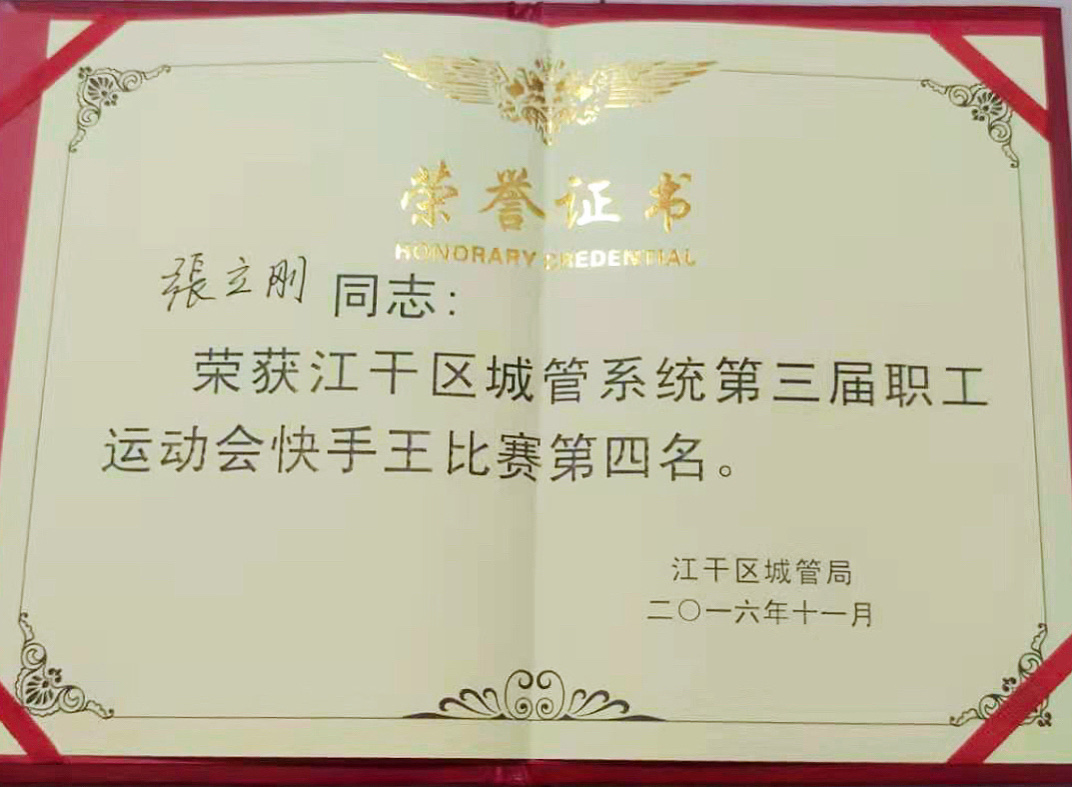 荣誉证书
HONORARY CREDENTIAL
張立刚 同志：
荣获江干区城管系统第三届职工
运动会快手王比赛第四名。
江干区城管局
二〇一六年十一月